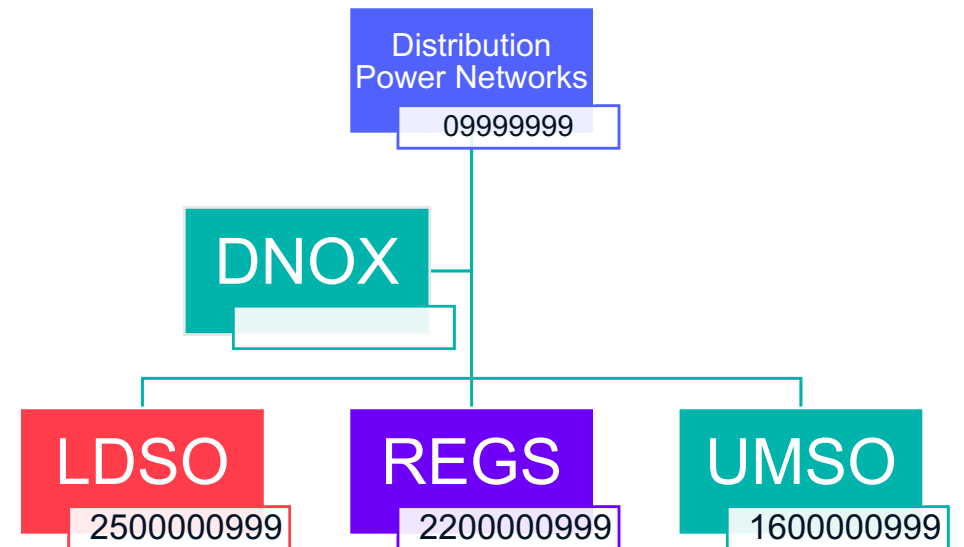 Distribution
Power Networks
09999999
DNOX
LDSO
2500000999
REGS
2200000999
UMSO
1600000999